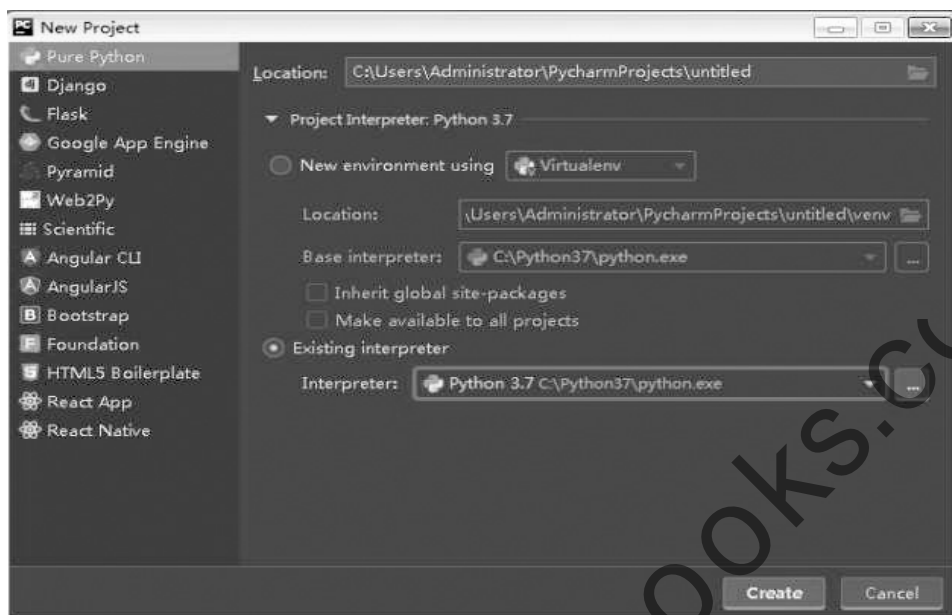 New Project
Pure Python
Django
Flask
Google App Engine
Pyramid
Web2Py
Scientific
Angular CLI
AngularJS
Bootstrap
Foundation
HTML5 Boilerplate
React App
React Native
Location: C:\Users\Administrator\PycharmProjects\untitled
Project Interpreter: Python 3.7
New environment using Virtualenv
Location: \Users\Administrator\PycharmProjects\untitled\venv
Base interpreter: C:\Python37\python.exe ...
Inherit global site-packages
Make available to all projects
Existing interpreter
Interpreter: Python 3.7 C:\Python37\python.exe ...
Create Cancel
ooks.co